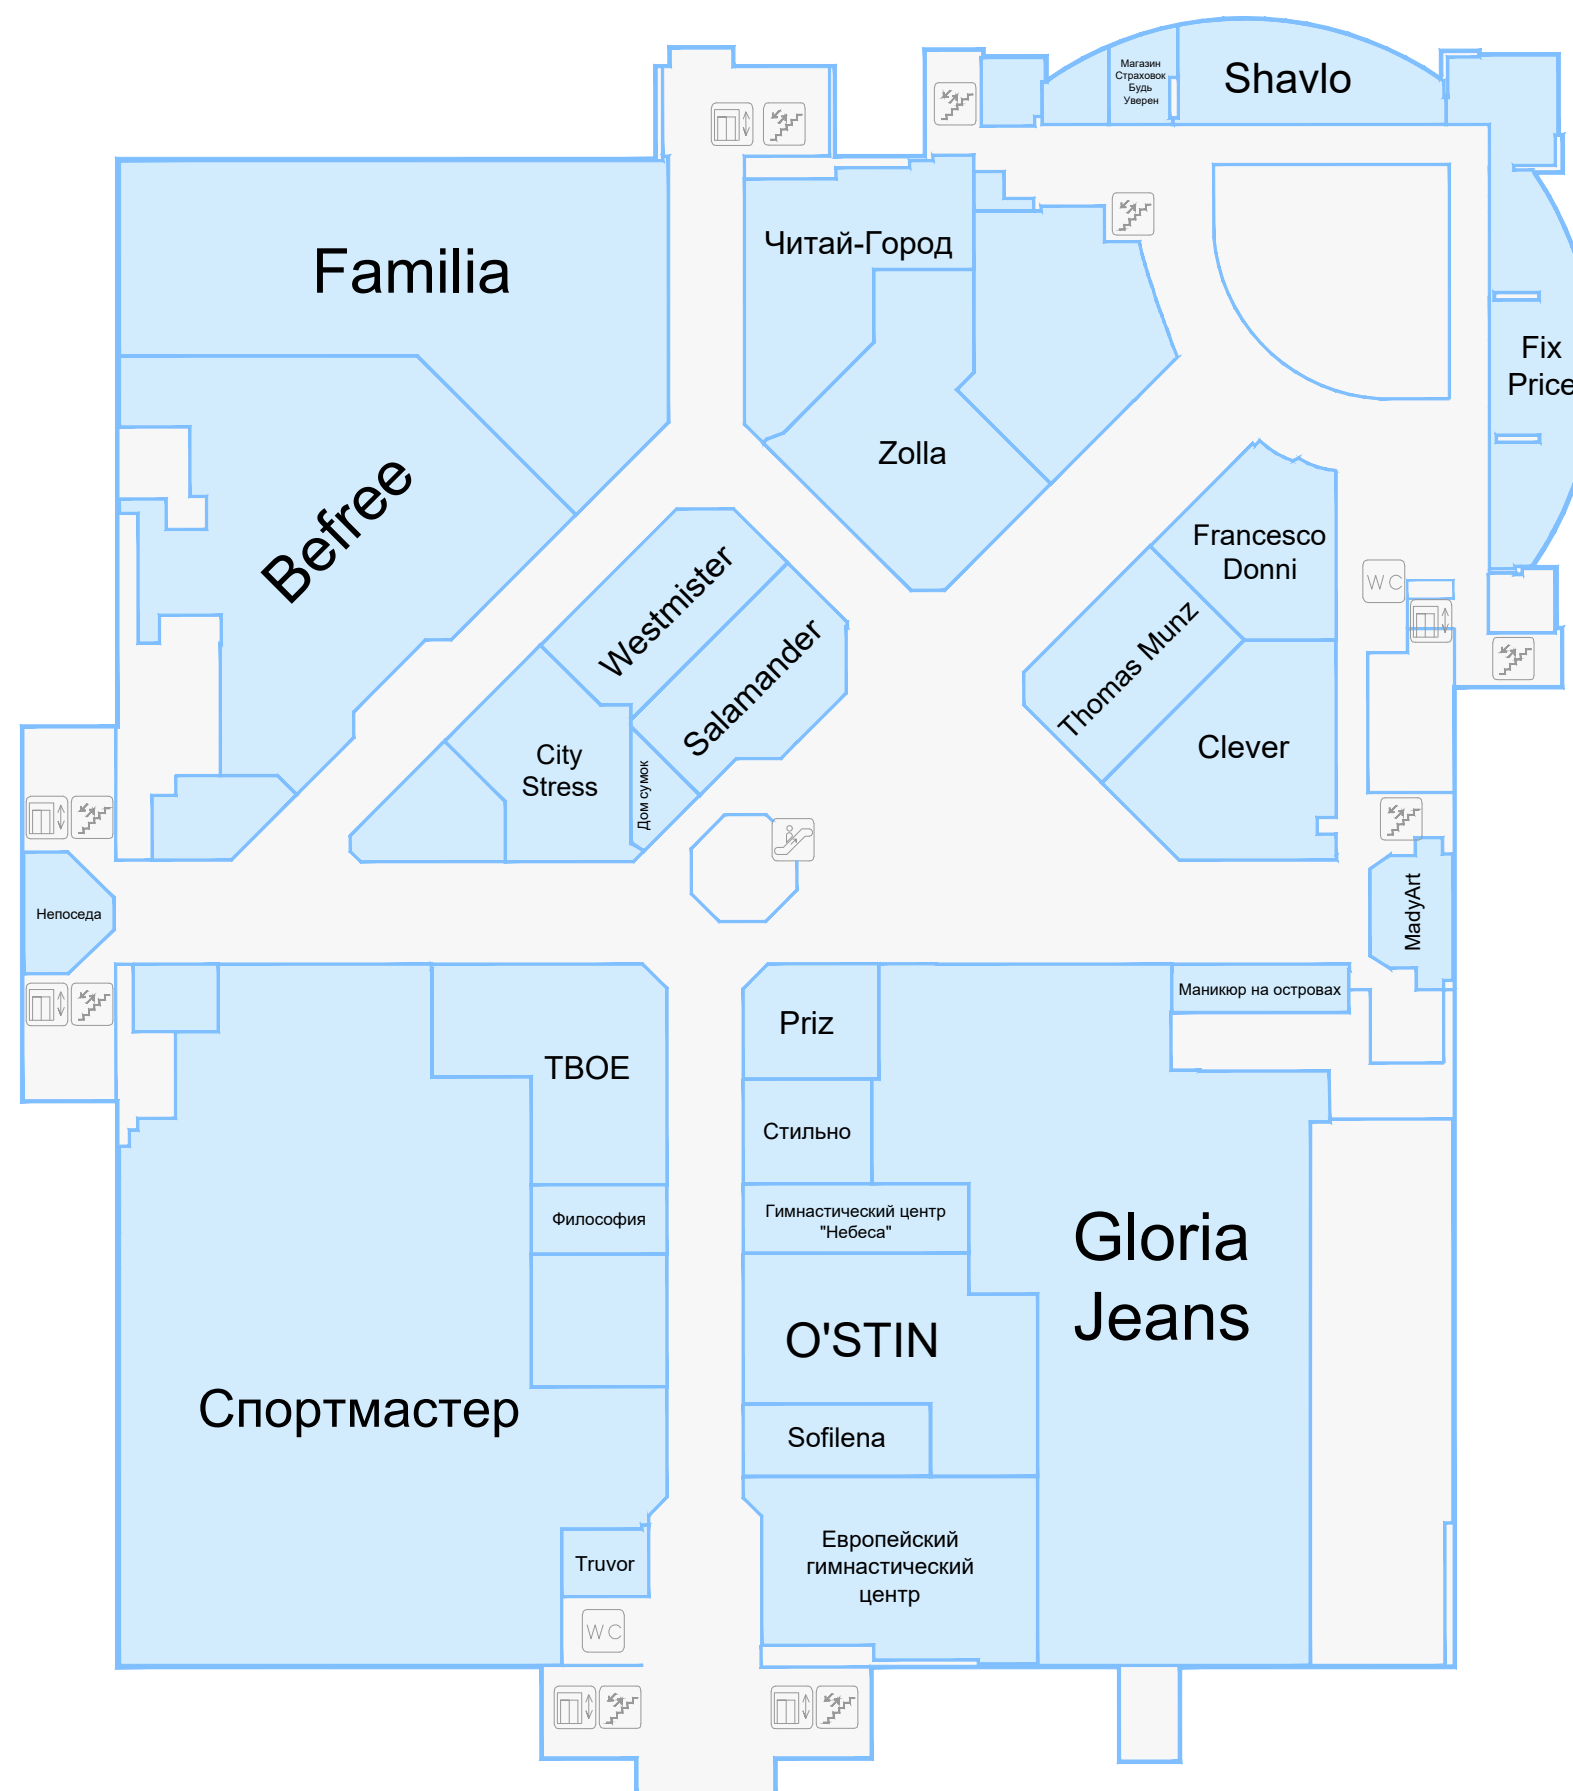 Магазин
Страховок
Будь
Уверен
Shavlo
Читай-Город
Familia
Fix
Price
Zolla
Befree
Francesco
Donni
Westmister
WC
Thomas Munz
Salamander
Clever
City
Stress
Дом сумок
MadyArt
Непоседа
Маникюр на островах
Priz
ТВОЕ
Стильно
Философия
Гимнастический центр
"Небеса"
Gloria
Jeans
O'STIN
Спортмастер
Sofilena
Европейский
гимнастический
центр
Truvor
WC